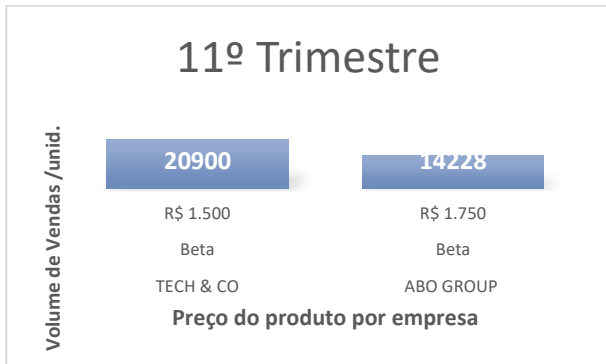 11º Trimestre
Volume de Vendas /unid.
20900 14228
R$ 1.500 R$ 1.750
Beta Beta
TECH & CO ABO GROUP
Preço do produto por empresa